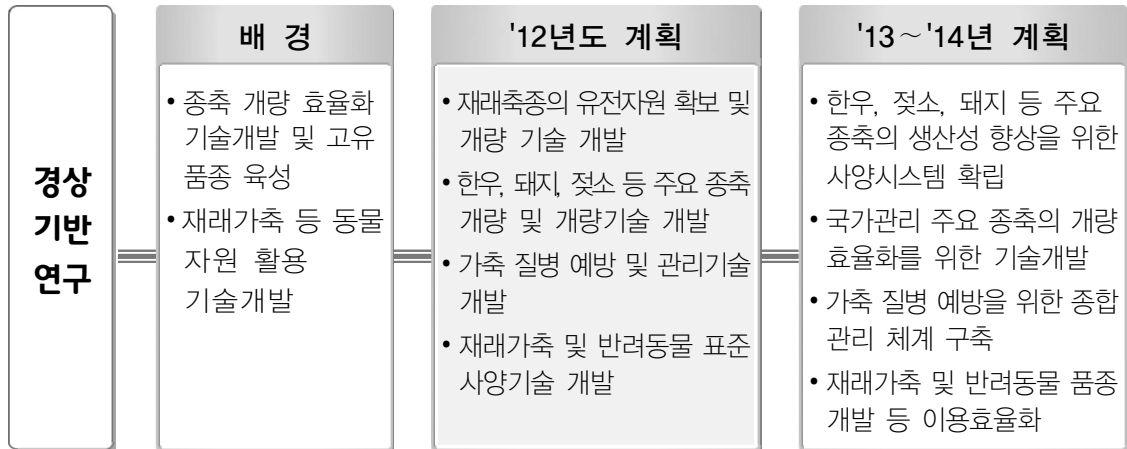 경상
기반
연구
배 경
• 종축 개량 효율화
기술개발 및 고유
품종 육성
• 재래가축 등 동물
자원 활용
기술개발
'12년도 계획
• 재래축종의 유전자원 확보 및
개량 기술 개발
• 한우, 돼지, 젖소 등 주요 종축
개량 및 개량기술 개발
• 가축 질병 예방 및 관리기술
개발
• 재래가축 및 반려동물 표준
사양기술 개발
'13～'14년 계획
• 한우, 젖소, 돼지 등 주요
종축의 생산성 향상을 위한
사양시스템 확립
• 국가관리 주요 종축의 개량
효율화를 위한 기술개발
• 가축 질병 예방을 위한 종합
관리 체계 구축
• 재래가축 및 반려동물 품종
개발 등 이용효율화